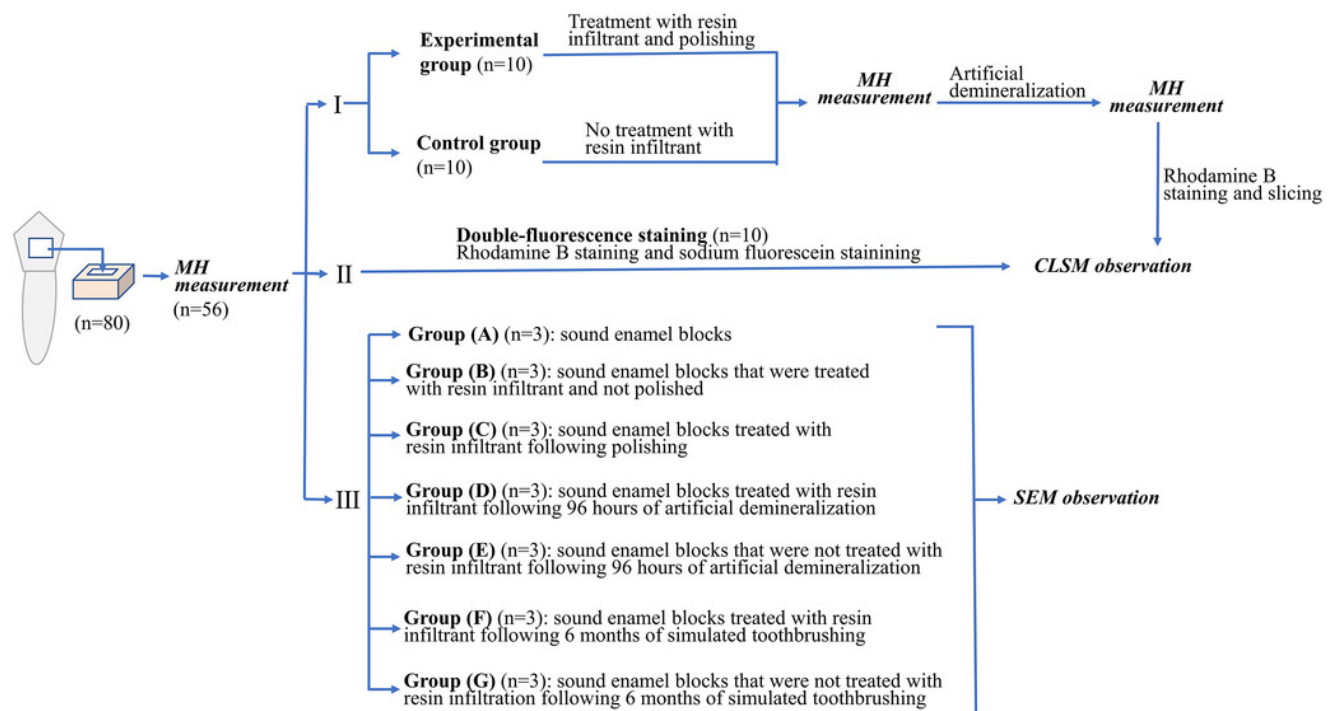 Experimental
group (n=10)
Treatment with resin
infiltrant and polishing
I
Control group
(n=10)
No treatment with
resin infiltrant
MH
measurement
Artificial
demineralization
MH
measurement
Rhodamine B
staining and slicing
(n=80)
MH
measurement
(n=56)
II
Double-fluorescence staining (n=10)
Rhodamine B staining and sodium fluorescein stainining
CLSM observation
III
Group (A) (n=3): sound enamel blocks
Group (B) (n=3): sound enamel blocks that were treated
with resin infiltrant and not polished
Group (C) (n=3): sound enamel blocks treated with
resin infiltrant following polishing
Group (D) (n=3): sound enamel blocks treated with resin
infiltrant following 96 hours of artificial demineralization
Group (E) (n=3): sound enamel blocks that were not treated with
resin infiltrant following 96 hours of artificial demineralization
Group (F) (n=3): sound enamel blocks treated with resin
infiltrant following 6 months of simulated toothbrushing
Group (G) (n=3): sound enamel blocks that were not treated with
resin infiltration following 6 months of simulated toothbrushing
SEM observation